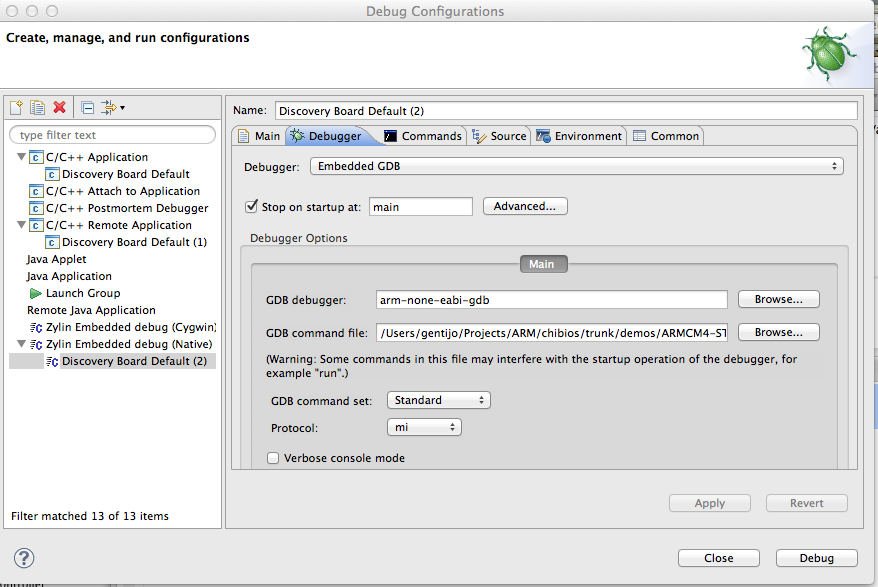 Debug Configurations
Create, manage, and run configurations
type filter text
C/C++ Application
Discovery Board Default
C/C++ Attach to Application
C/C++ Postmortem Debugger
C/C++ Remote Application
Discovery Board Default (1)
Java Applet
Java Application
Launch Group
Remote Java Application
Zylin Embedded debug (Cygwin)
Zylin Embedded debug (Native)
Discovery Board Default (2)
Filter matched 13 of 13 items
Name: Discovery Board Default (2)
Main Debugger Commands Source Environment Common
Debugger: Embedded GDB
Stop on startup at: main Advanced...
Debugger Options
Main
GDB debugger: arm-none-eabi-gdb Browse...
GDB command file: /Users/gentijo/Projects/ARM/chibios/trunk/demos/ARMCM4-ST Browse...
(Warning: Some commands in this file may interfere with the startup operation of the debugger, for
example "run".)
GDB command set: Standard
Protocol: mi
Verbose console mode
Apply Revert
? Close Debug